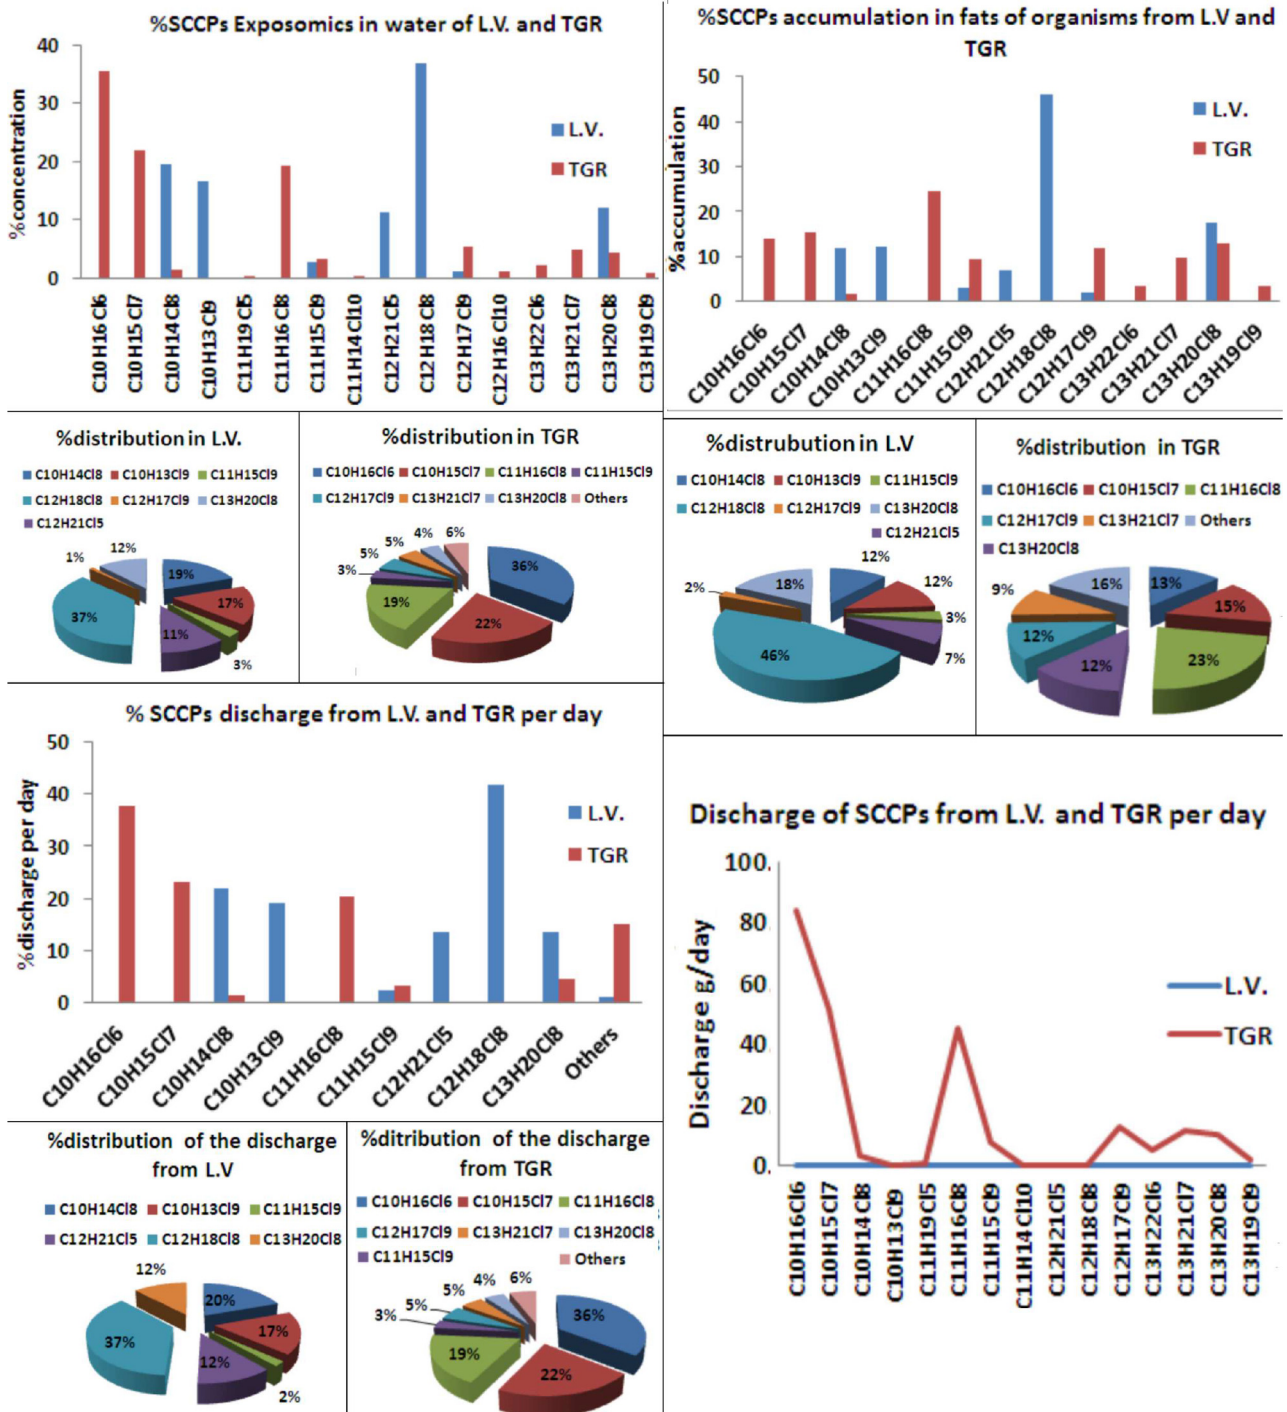 %SCCPs Exposomics in water of L.V. and TGR
40
30
20
10
0
%concentration
L.V.
TGR
C10H16Cl6
C10H15Cl7
C10H14Cl8
C10H13Cl9
C11H19Cl5
C11H16Cl8
C11H15Cl9
C11H14Cl10
C12H21Cl5
C12H18Cl8
C12H17Cl9
C12H16Cl10
C13H22Cl6
C13H21Cl7
C13H20Cl8
C13H19Cl9
%SCCPs accumulation in fats of organisms from L.V and
TGR
50
40
30
20
10
0
%accumulation
L.V.
TGR
C10H16Cl6
C10H15Cl7
C10H14Cl8
C10H13Cl9
C11H16Cl8
C11H15Cl9
C12H21Cl5
C12H18Cl8
C12H17Cl9
C13H22Cl6
C13H21Cl7
C13H20Cl8
C13H19Cl9
%distribution in L.V.
C10H14Cl8 C10H13Cl9 C11H15Cl9
C12H18Cl8 C12H17Cl9 C13H20Cl8
C12H21Cl5
1%
12%
19%
17%
3%
11%
37%
%distribution in TGR
C10H16Cl6 C10H15Cl7 C11H16Cl8 C11H15Cl9
C12H17Cl9 C13H21Cl7 C13H20Cl8 Others
6%
4%
5%
5%
3%
36%
19%
22%
%distrubution in L.V
C10H14Cl8 C10H13Cl9 C11H15Cl9
C12H18Cl8 C12H17Cl9 C13H20Cl8
C12H21Cl5
12%
12%
18%
2%
3%
7%
46%
%distribution in TGR
C10H16Cl6 C10H15Cl7 C11H16Cl8
C12H17Cl9 C13H21Cl7 Others
C13H20Cl8
9%
16%
13%
15%
12%
12%
23%
% SCCPs discharge from L.V. and TGR per day
50
40
30
20
10
0
%discharge per day
L.V.
TGR
C10H16Cl6
C10H15Cl7
C10H14Cl8
C10H13Cl9
C11H16Cl8
C11H15Cl9
C12H21Cl5
C12H18Cl8
C13H20Cl8
Others
Discharge of SCCPs from L.V. and TGR per day
100.
80.
60.
40.
20.
0.
Discharge g/day
L.V.
TGR
C10H16Cl6
C10H15Cl7
C10H14Cl8
C10H13Cl9
C11H19Cl5
C11H16Cl8
C11H15Cl9
C11H14Cl10
C12H21Cl5
C12H18Cl8
C12H17Cl9
C13H22Cl6
C13H21Cl7
C13H20Cl8
C13H19Cl9
%distribution of the discharge
from L.V
C10H14Cl8 C10H13Cl9 C11H15Cl9
C12H21Cl5 C12H18Cl8 C13H20Cl8
12%
20%
17%
2%
12%
37%
%ditribution of the discharge
from TGR
C10H16Cl6 C10H15Cl7 C11H16Cl8
C12H17Cl9 C13H21Cl7 C13H20Cl8
C11H15Cl9 Others
6%
4%
5%
5%
3%
36%
19%
22%